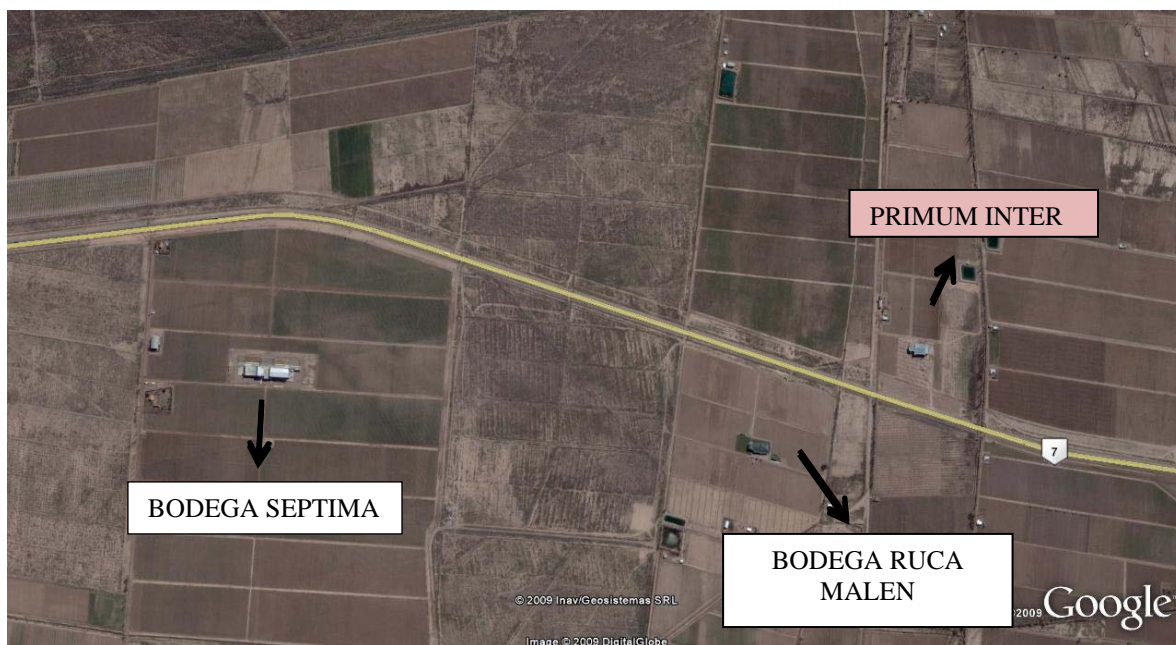 PRIMUM INTER
BODEGA SEPTIMA
7
BODEGA RUCA
MALEN
© 2009 Inav/Geosistemas SRL
Image © 2009 DigitalGlobe
©2009 Google